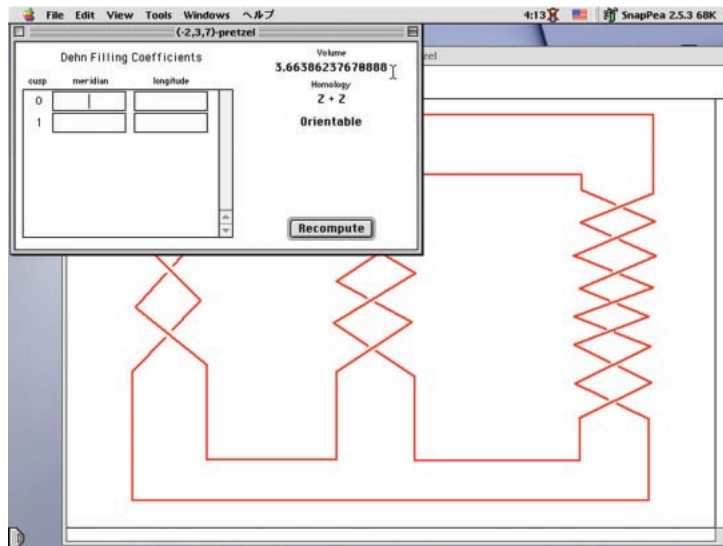 File Edit View Tools Windows ヘルプ 4:13 SnapPea 2.5.3 68K
(-2,3,7)-pretzel
Dehn Filling Coefficients
cusp meridian longitude
0
1
Volume
3.66386237670888
Homology
Z + Z
Orientable
Recompute
zel